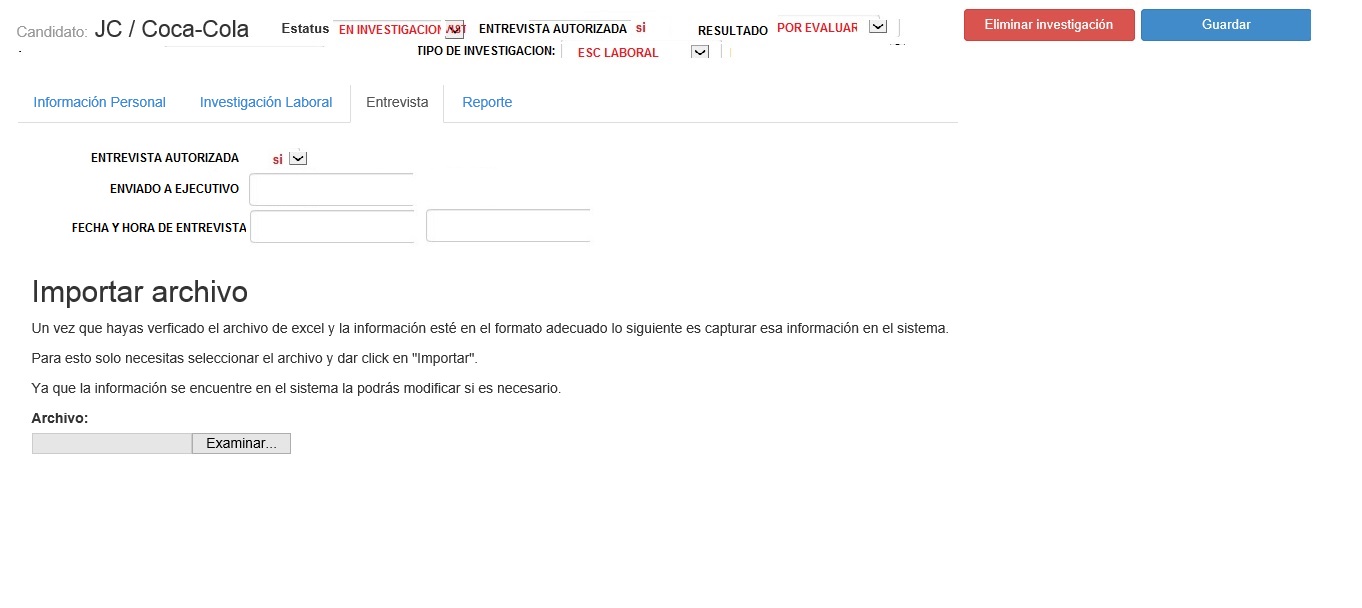 Candidato: JC / Coca-Cola Estatus EN INVESTIGACION ENTREVISTA AUTORIZADA si RESULTADO POR EVALUAR Eliminar investigación Guardar
TIPO DE INVESTIGACION: ESC LABORAL
Información Personal Investigación Laboral Entrevista Reporte
ENTREVISTA AUTORIZADA si
ENVIADO A EJECUTIVO
FECHA Y HORA DE ENTREVISTA
Importar archivo
Un vez que hayas verficado el archivo de excel y la información esté en el formato adecuado lo siguiente es capturar esa información en el sistema.
Para esto solo necesitas seleccionar el archivo y dar click en "Importar".
Ya que la información se encuentre en el sistema la podrás modificar si es necesario.
Archivo:
Examinar...